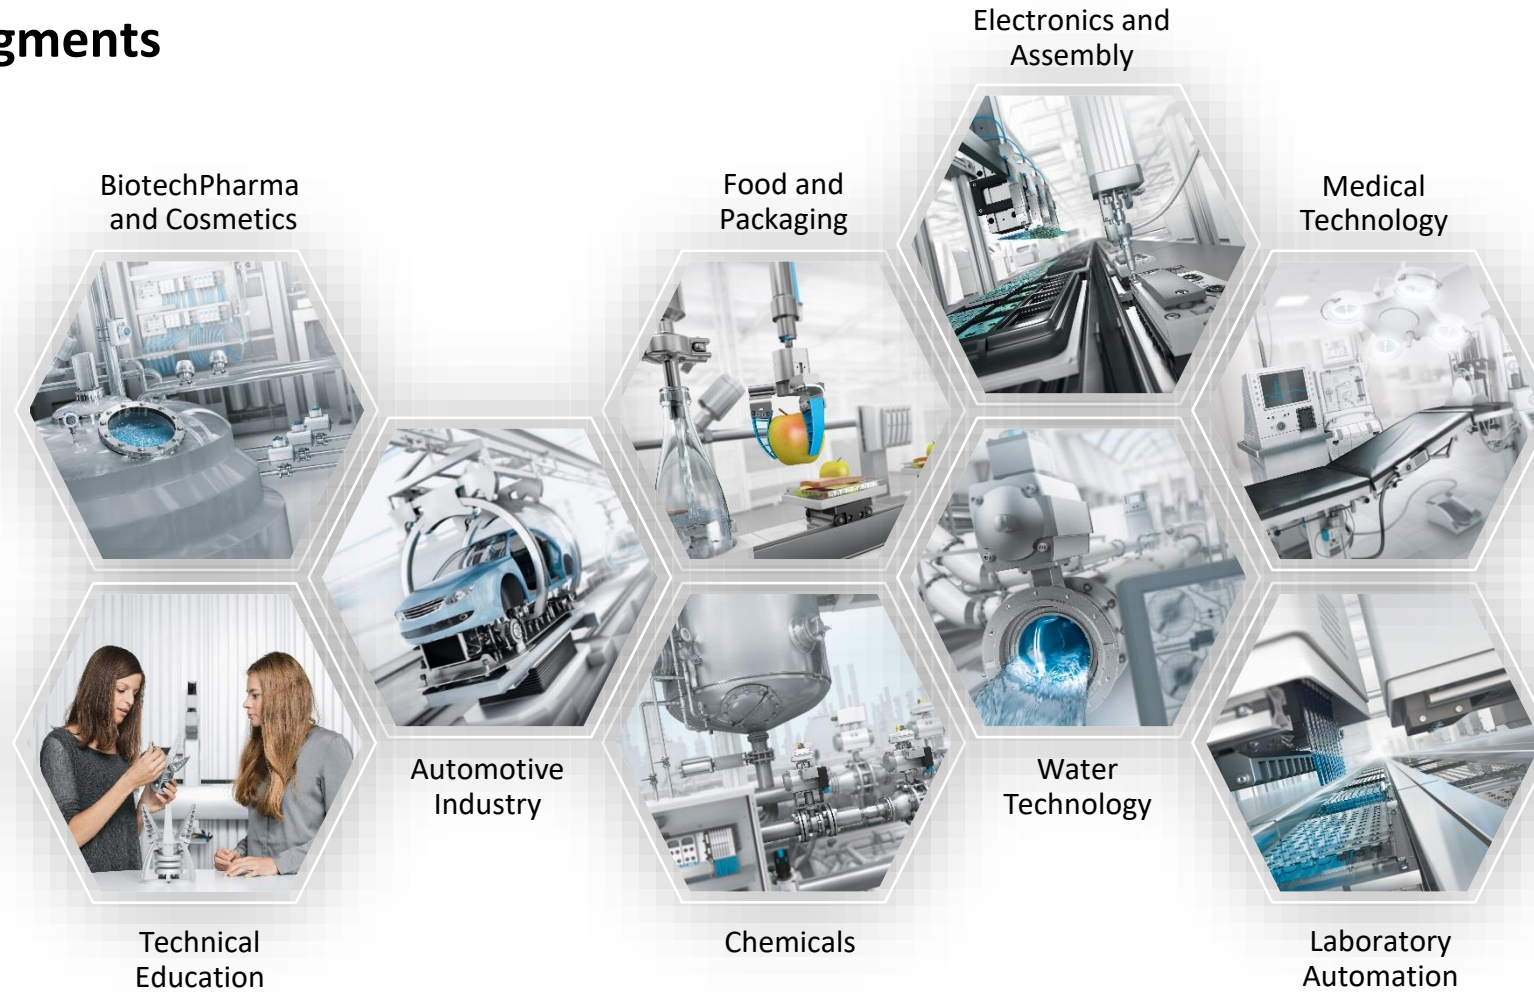 gments
Electronics and
Assembly
BiotechPharma
and Cosmetics
Food and
Packaging
Medical
Technology
Automotive
Industry
Water
Technology
Technical
Education
Chemicals
Laboratory
Automation